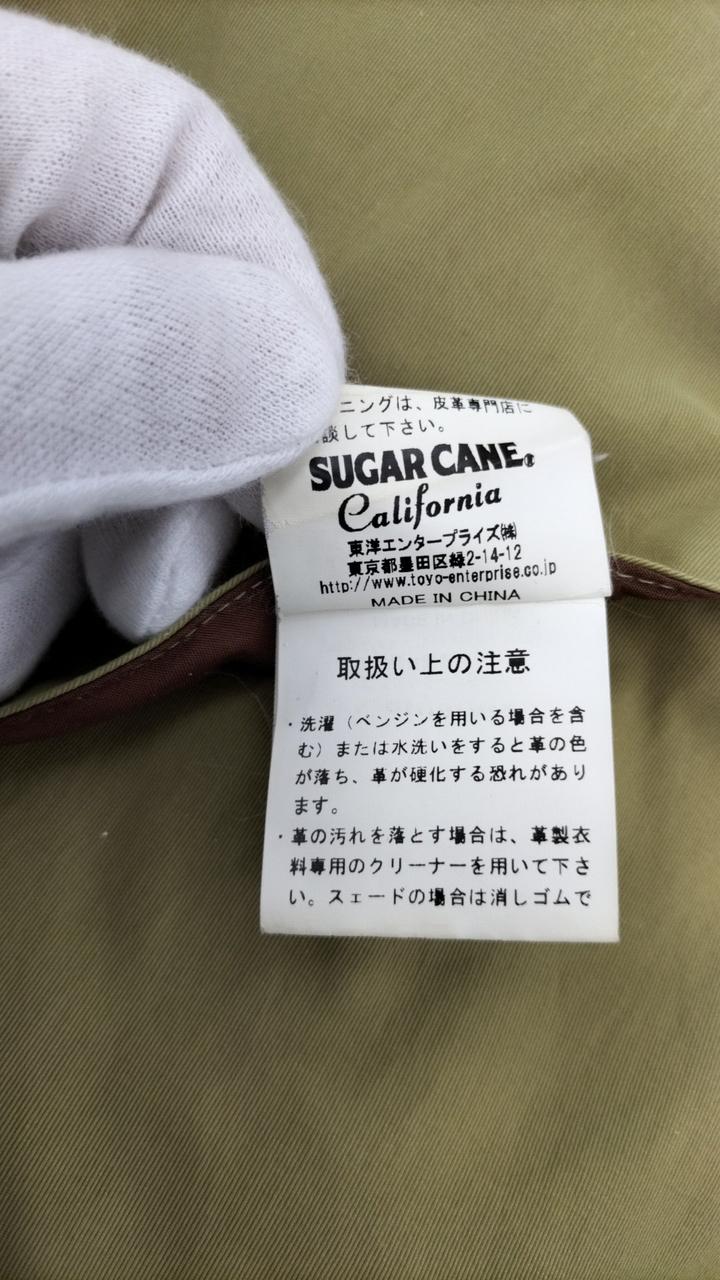 ニングは、皮革専門店に
談して下さい。
SUGAR CANE®
California
東洋エンタープライズ㈱
東京都墨田区緑2-14-12
http://www.toyo-enterprise.co.jp
MADE IN CHINA
取扱い上の注意
・洗濯（ベンジンを用いる場合を含
む）または水洗いをすると革の色
が落ち、革が硬化する恐れがあり
ます。
・革の汚れを落とす場合は、革製衣
料専用のクリーナーを用いて下さ
い。スェードの場合は消しゴムで